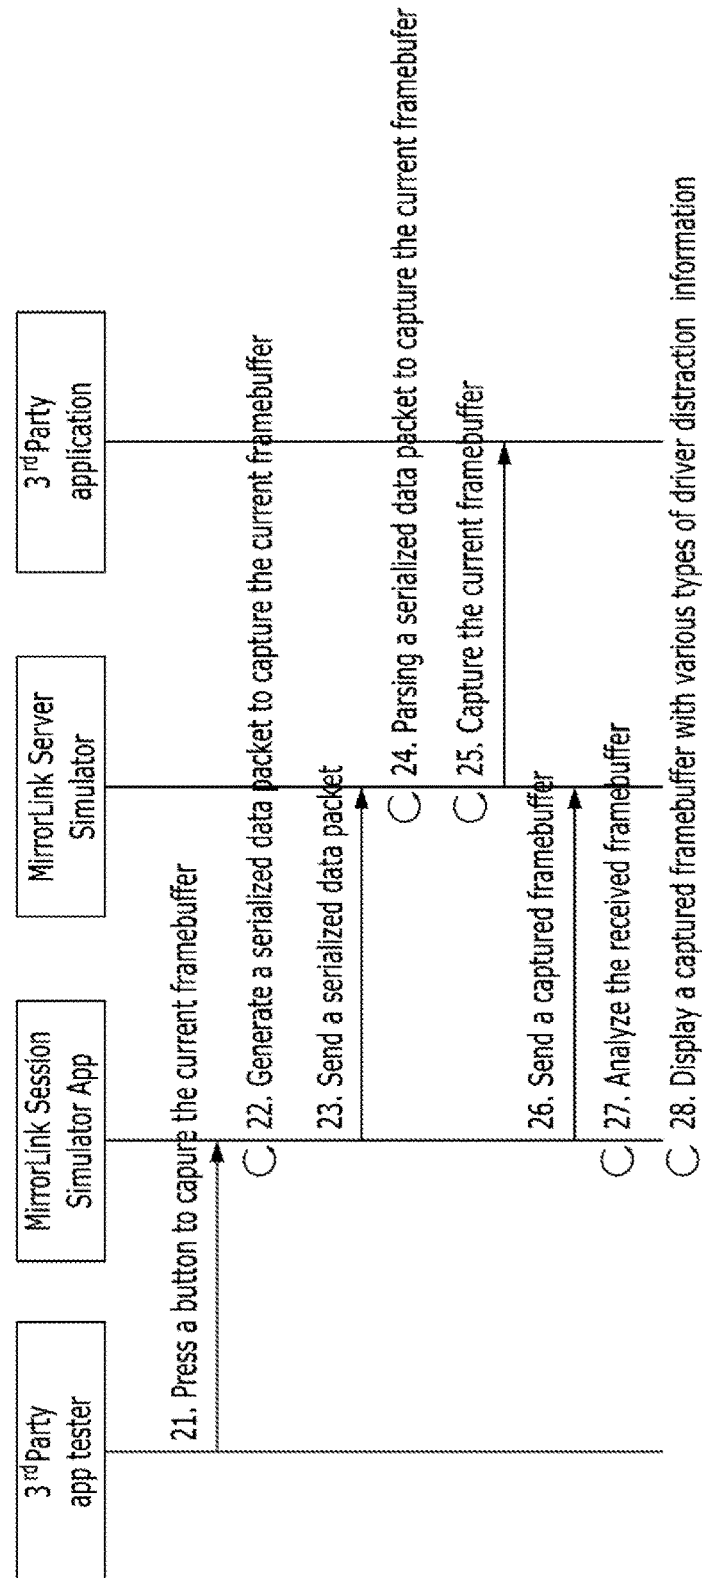 3rd Party
app tester
MirrorLink Session
Simulator App
MirrorLink Server
Simulator
3rd Party
application
21. Press a button to capure the current framebuffer
22. Generate a serialized data packet to capture the current framebuffer
23. Send a serialized data packet
24. Parsing a serialized data packet to capture the current framebufer
25. Capture the current framebuffer
26. Send a captured framebuffer
27. Analyze the received framebuffer
28. Display a captured framebuffer with various types of driver distraction information